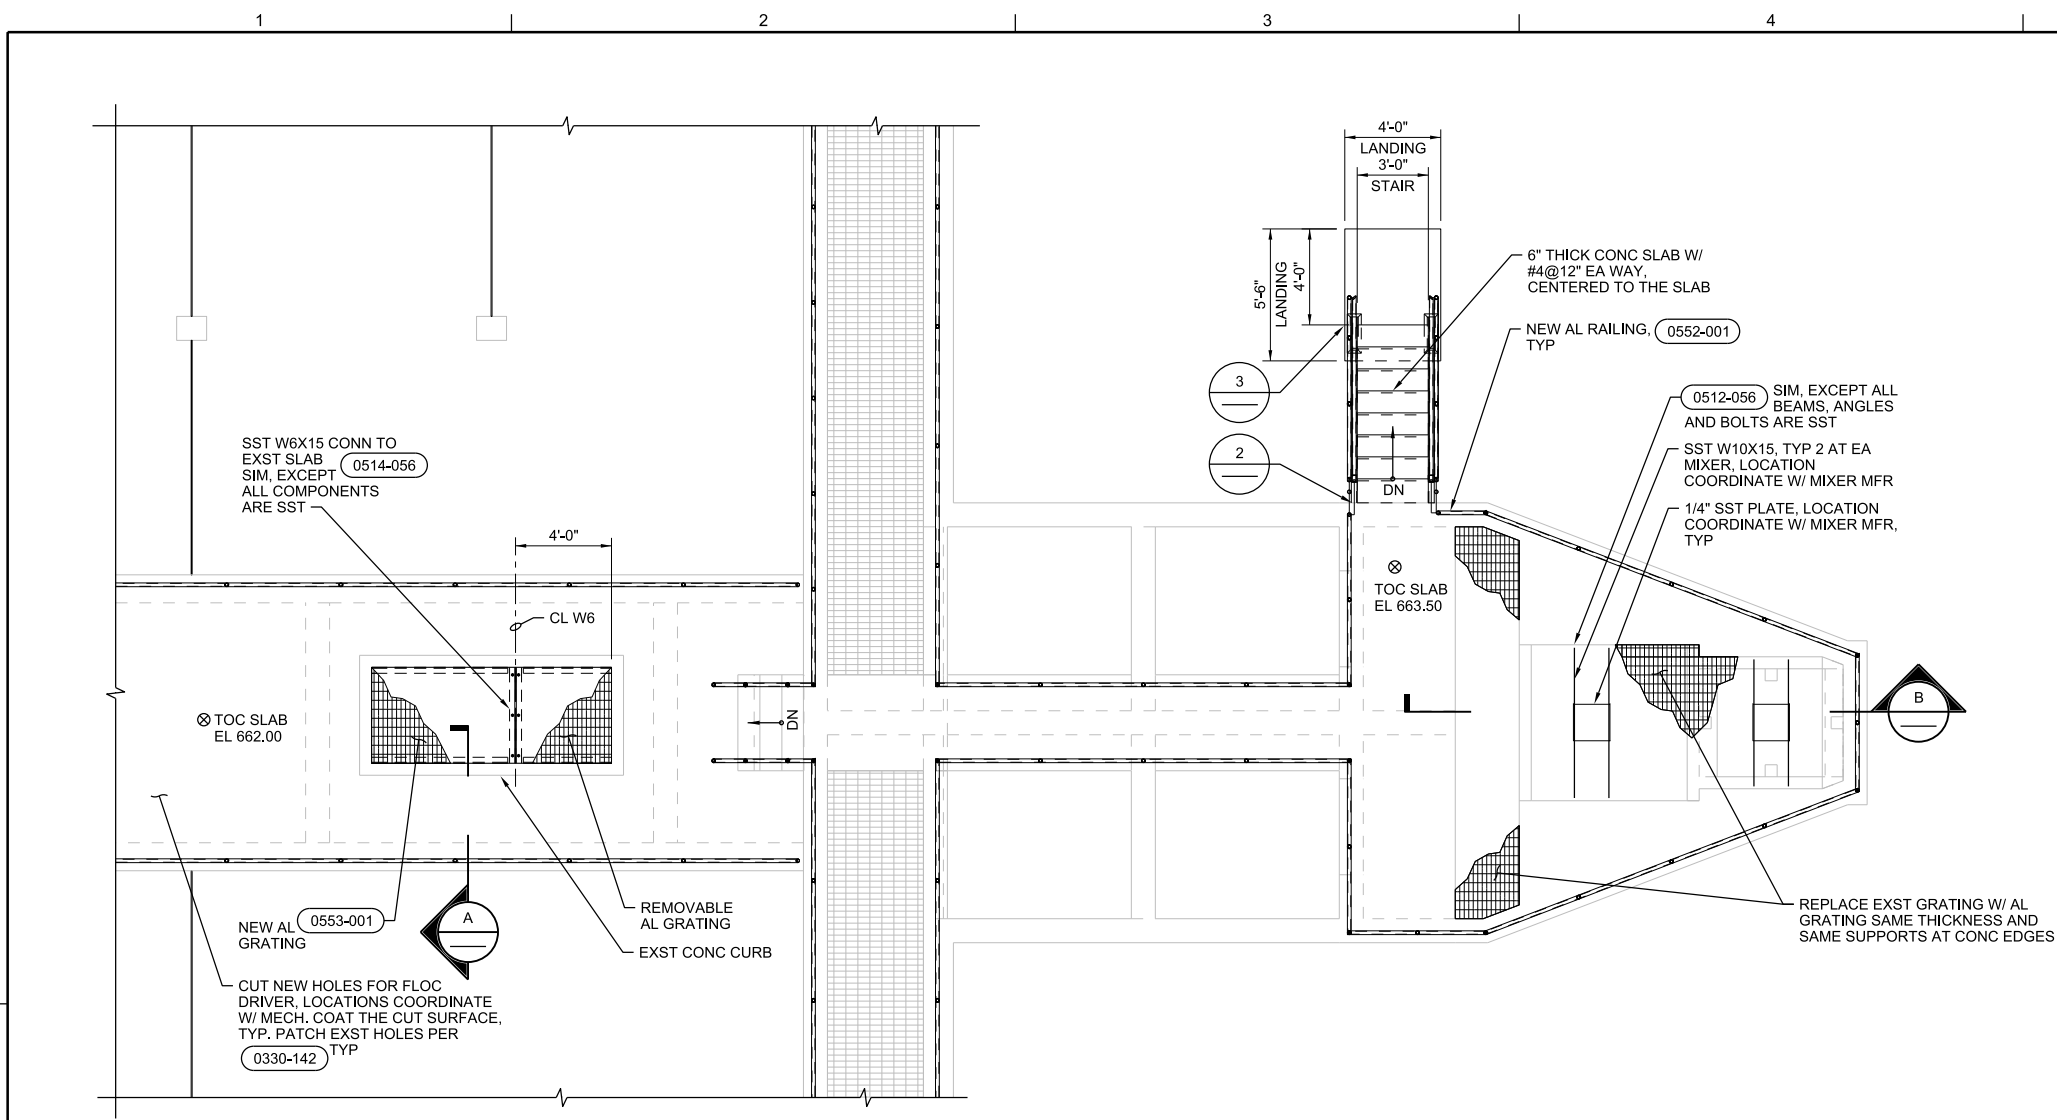 1
2
3
4
4'-0"
LANDING
3'-0"
STAIR
5'-6"
LANDING
4'-0"
6" THICK CONC SLAB W/
#4@12" EA WAY,
CENTERED TO THE SLAB
NEW AL RAILING, 0552-001
TYP
3
2
DN
0512-056 SIM, EXCEPT ALL
BEAMS, ANGLES
AND BOLTS ARE SST
SST W10X15, TYP 2 AT EA
MIXER, LOCATION
COORDINATE W/ MIXER MFR
1/4" SST PLATE, LOCATION
COORDINATE W/ MIXER MFR,
TYP
SST W6X15 CONN TO
EXST SLAB
SIM, EXCEPT 0514-056
ALL COMPONENTS
ARE SST
4'-0"
CL W6
TOC SLAB
EL 663.50
TOC SLAB
EL 662.00
DN
B
A
NEW AL 0553-001
GRATING
REMOVABLE
AL GRATING
EXST CONC CURB
REPLACE EXST GRATING W/ AL
GRATING SAME THICKNESS AND
SAME SUPPORTS AT CONC EDGES
CUT NEW HOLES FOR FLOC
DRIVER, LOCATIONS COORDINATE
W/ MECH. COAT THE CUT SURFACE,
TYP. PATCH EXST HOLES PER
0330-142 TYP